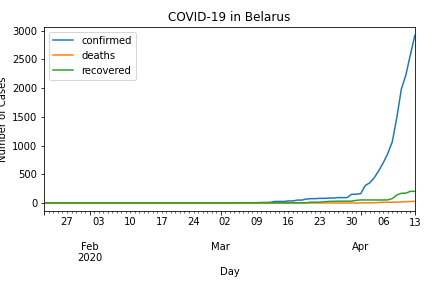 COVID-19 in Belarus
confirmed
deaths
recovered
3000
2500
2000
1500
1000
500
0
Number of Cases
27 03 10 17 24 02 09 16 23 30 06 13
Feb Mar Apr
2020
Day